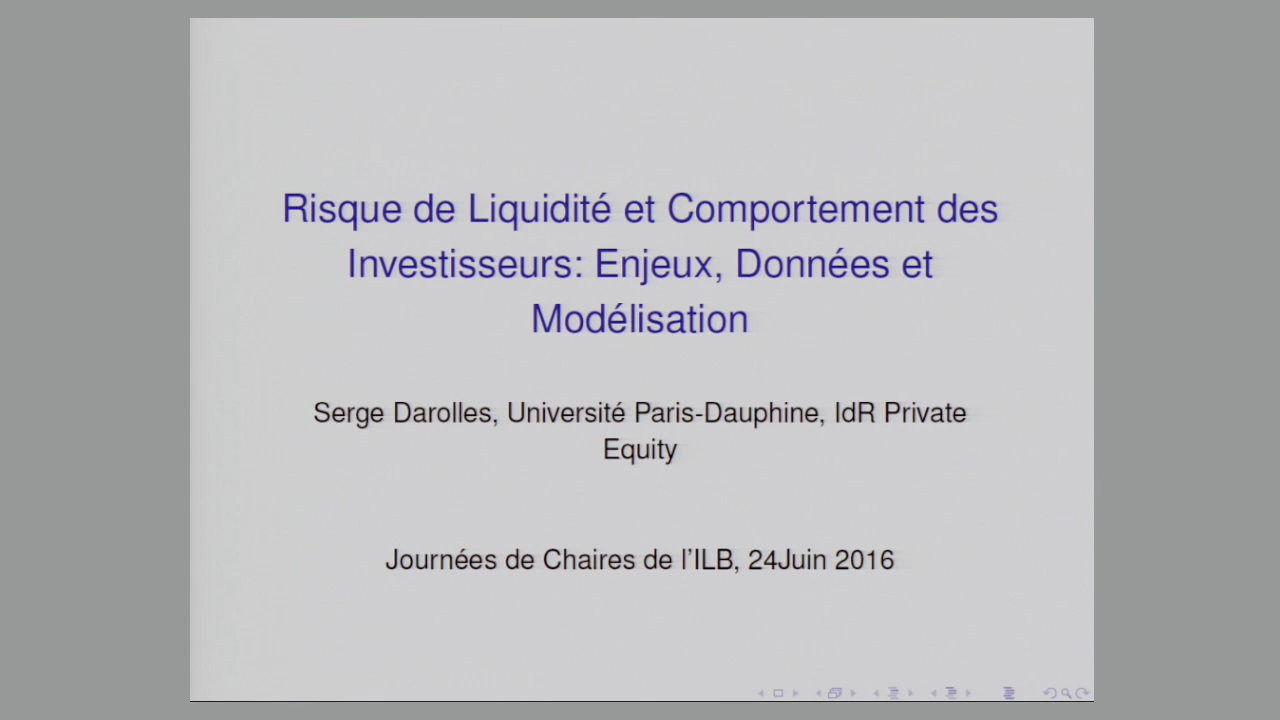 Risque de Liquidité et Comportement des
Investisseurs: Enjeux, Données et
Modélisation
Serge Darolles, Université Paris-Dauphine, IdR Private
Equity
Journées de Chaires de l'ILB, 24Juin 2016